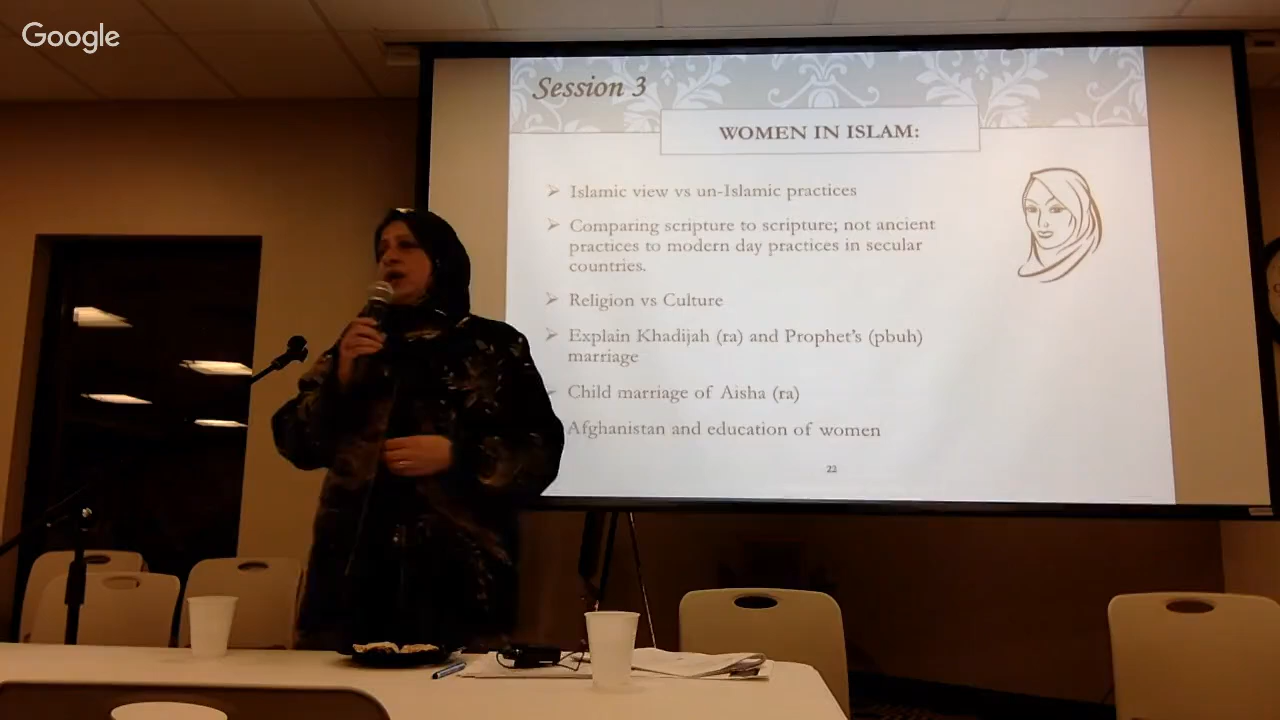 Google
Session 3
WOMEN IN ISLAM:
Islamic view vs un-Islamic practices
Comparing scripture to scripture; not ancient
practices to modern day practices in secular
countries.
Religion vs Culture
Explain Khadijah (ra) and Prophet's (pbuh)
marriage
Child marriage of Aisha (ra)
Afghanistan and education of women
22